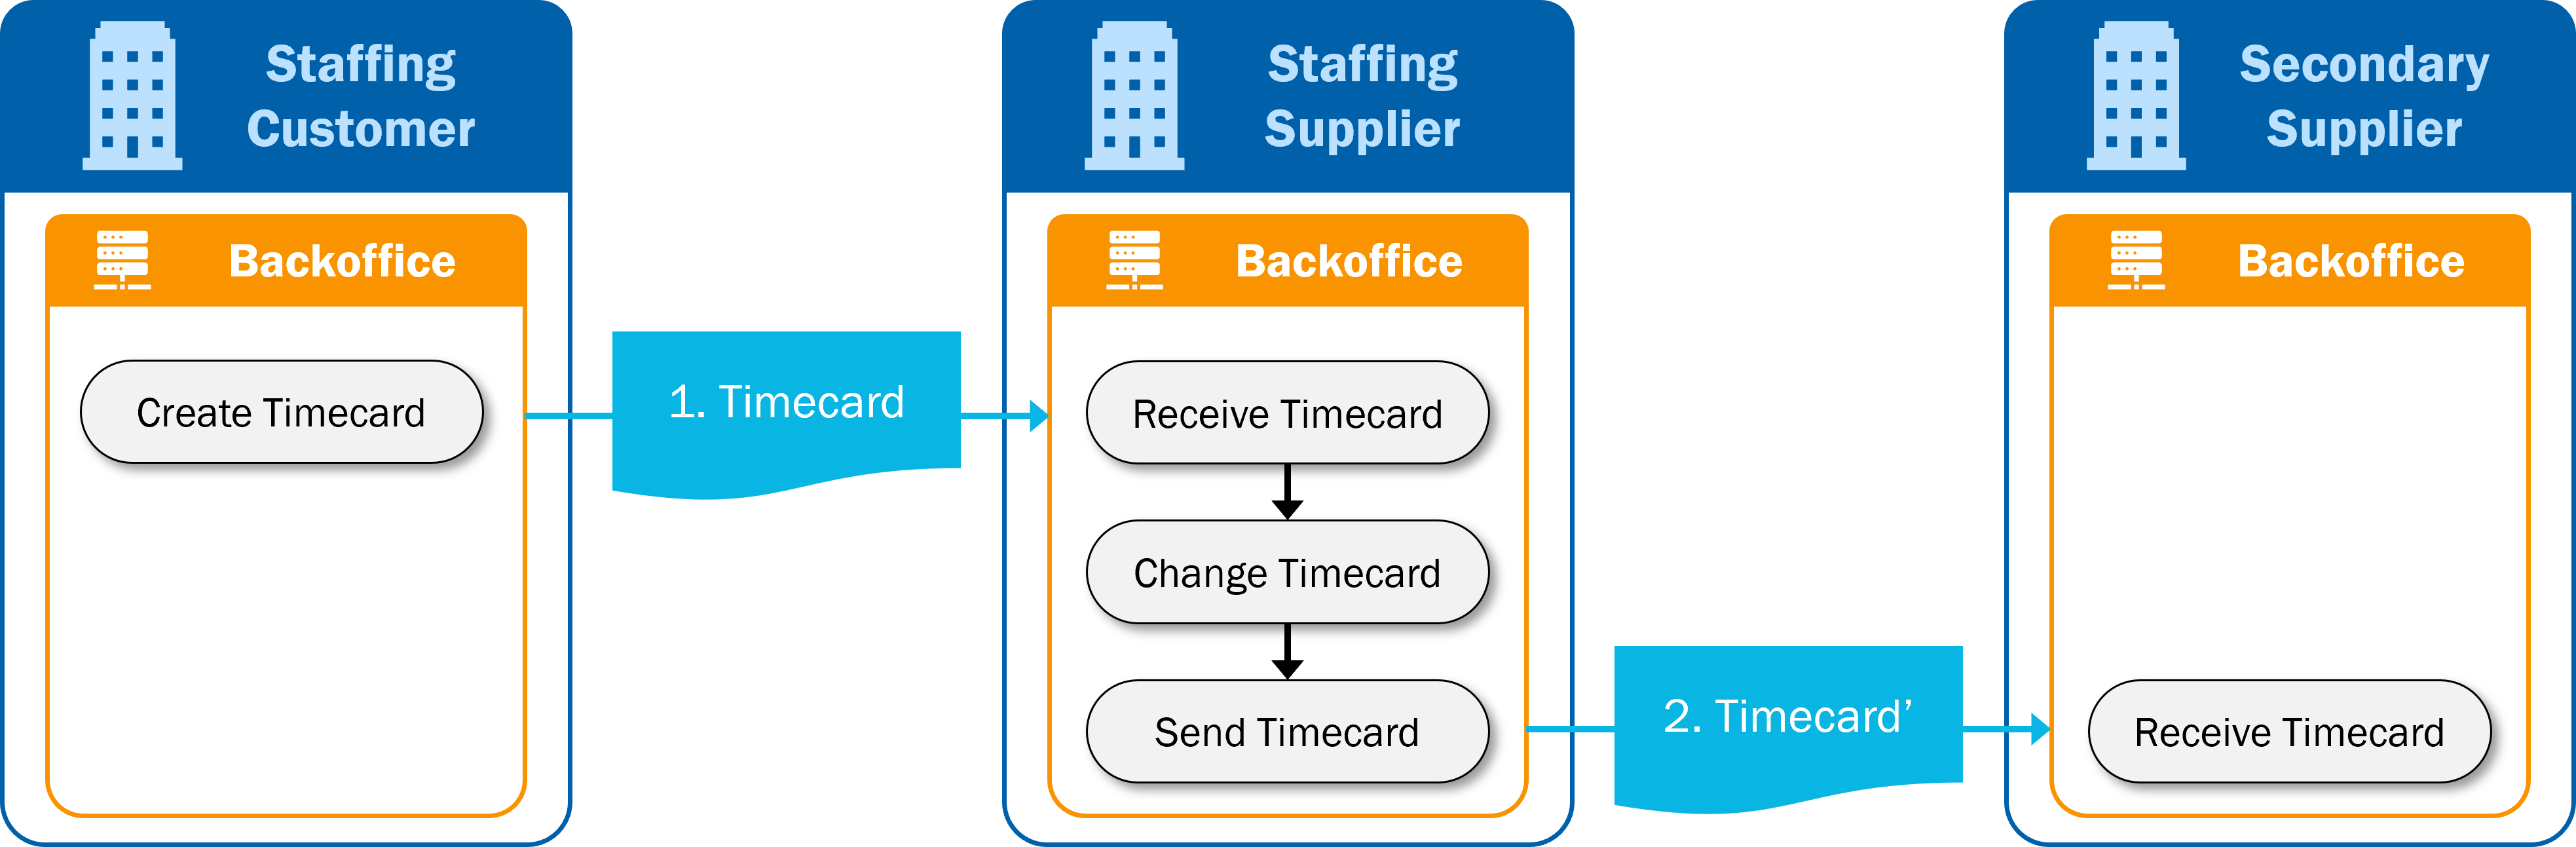 Staffing
Customer
Backoffice
Create Timecard
1. Timecard
Staffing
Supplier
Backoffice
Receive Timecard
Change Timecard
Send Timecard
2. Timecard’
Secondary
Supplier
Backoffice
Receive Timecard